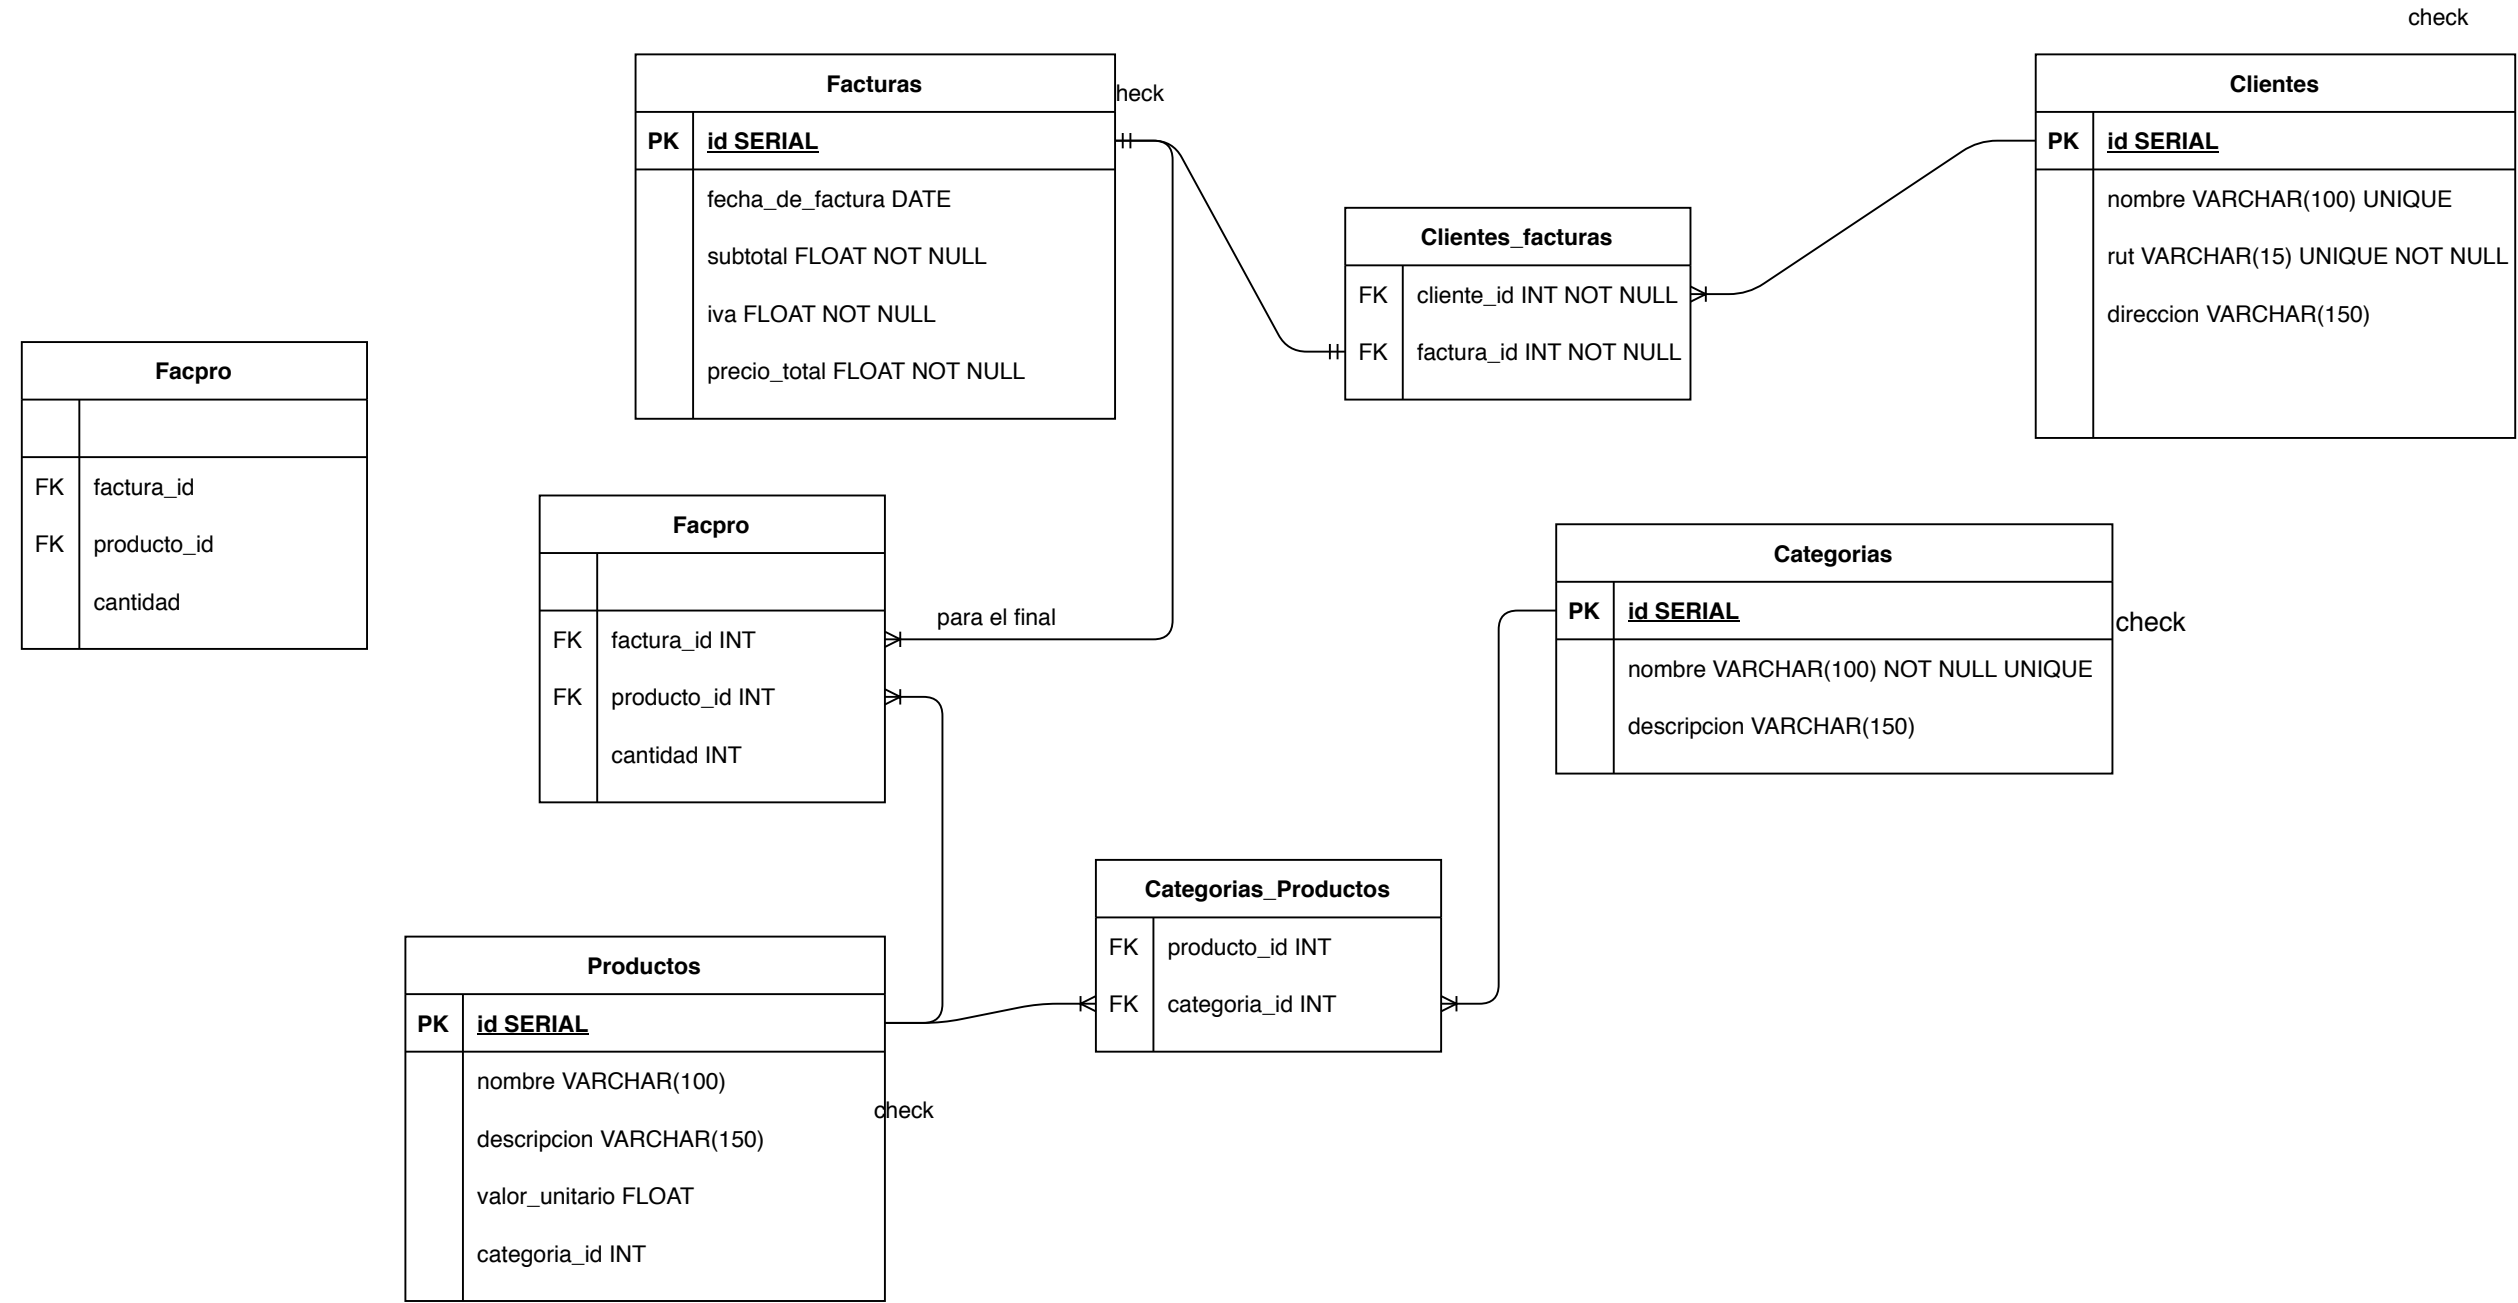 check
Facturas
heck
PK id SERIAL
fecha_de_factura DATE
subtotal FLOAT NOT NULL
iva FLOAT NOT NULL
precio_total FLOAT NOT NULL
Clientes_facturas
FK cliente_id INT NOT NULL
FK factura_id INT NOT NULL
Clientes
PK id SERIAL
nombre VARCHAR(100) UNIQUE
rut VARCHAR(15) UNIQUE NOT NULL
direccion VARCHAR(150)
Facpro
FK factura_id
FK producto_id
cantidad
Facpro
FK factura_id INT
FK producto_id INT
cantidad INT
para el final
Categorias
PK id SERIAL
check
nombre VARCHAR(100) NOT NULL UNIQUE
descripcion VARCHAR(150)
Categorias_Productos
FK producto_id INT
FK categoria_id INT
Productos
PK id SERIAL
nombre VARCHAR(100)
check
descripcion VARCHAR(150)
valor_unitario FLOAT
categoria_id INT